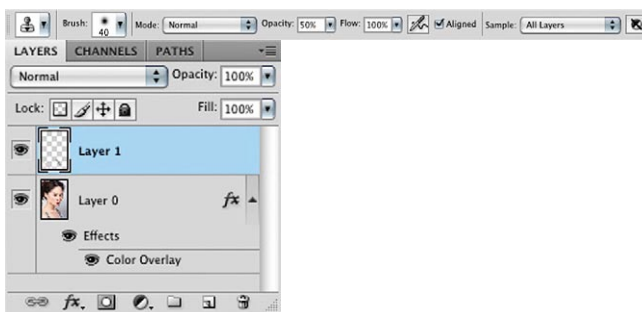 Brush: 40 Mode: Normal Opacity: 50% Flow: 100% Aligned Sample: All Layers
LAYERS CHANNELS PATHS
Normal Opacity: 100%
Lock: Fill: 100%
Layer 1
Layer 0 fx
Effects
Color Overlay
fx.